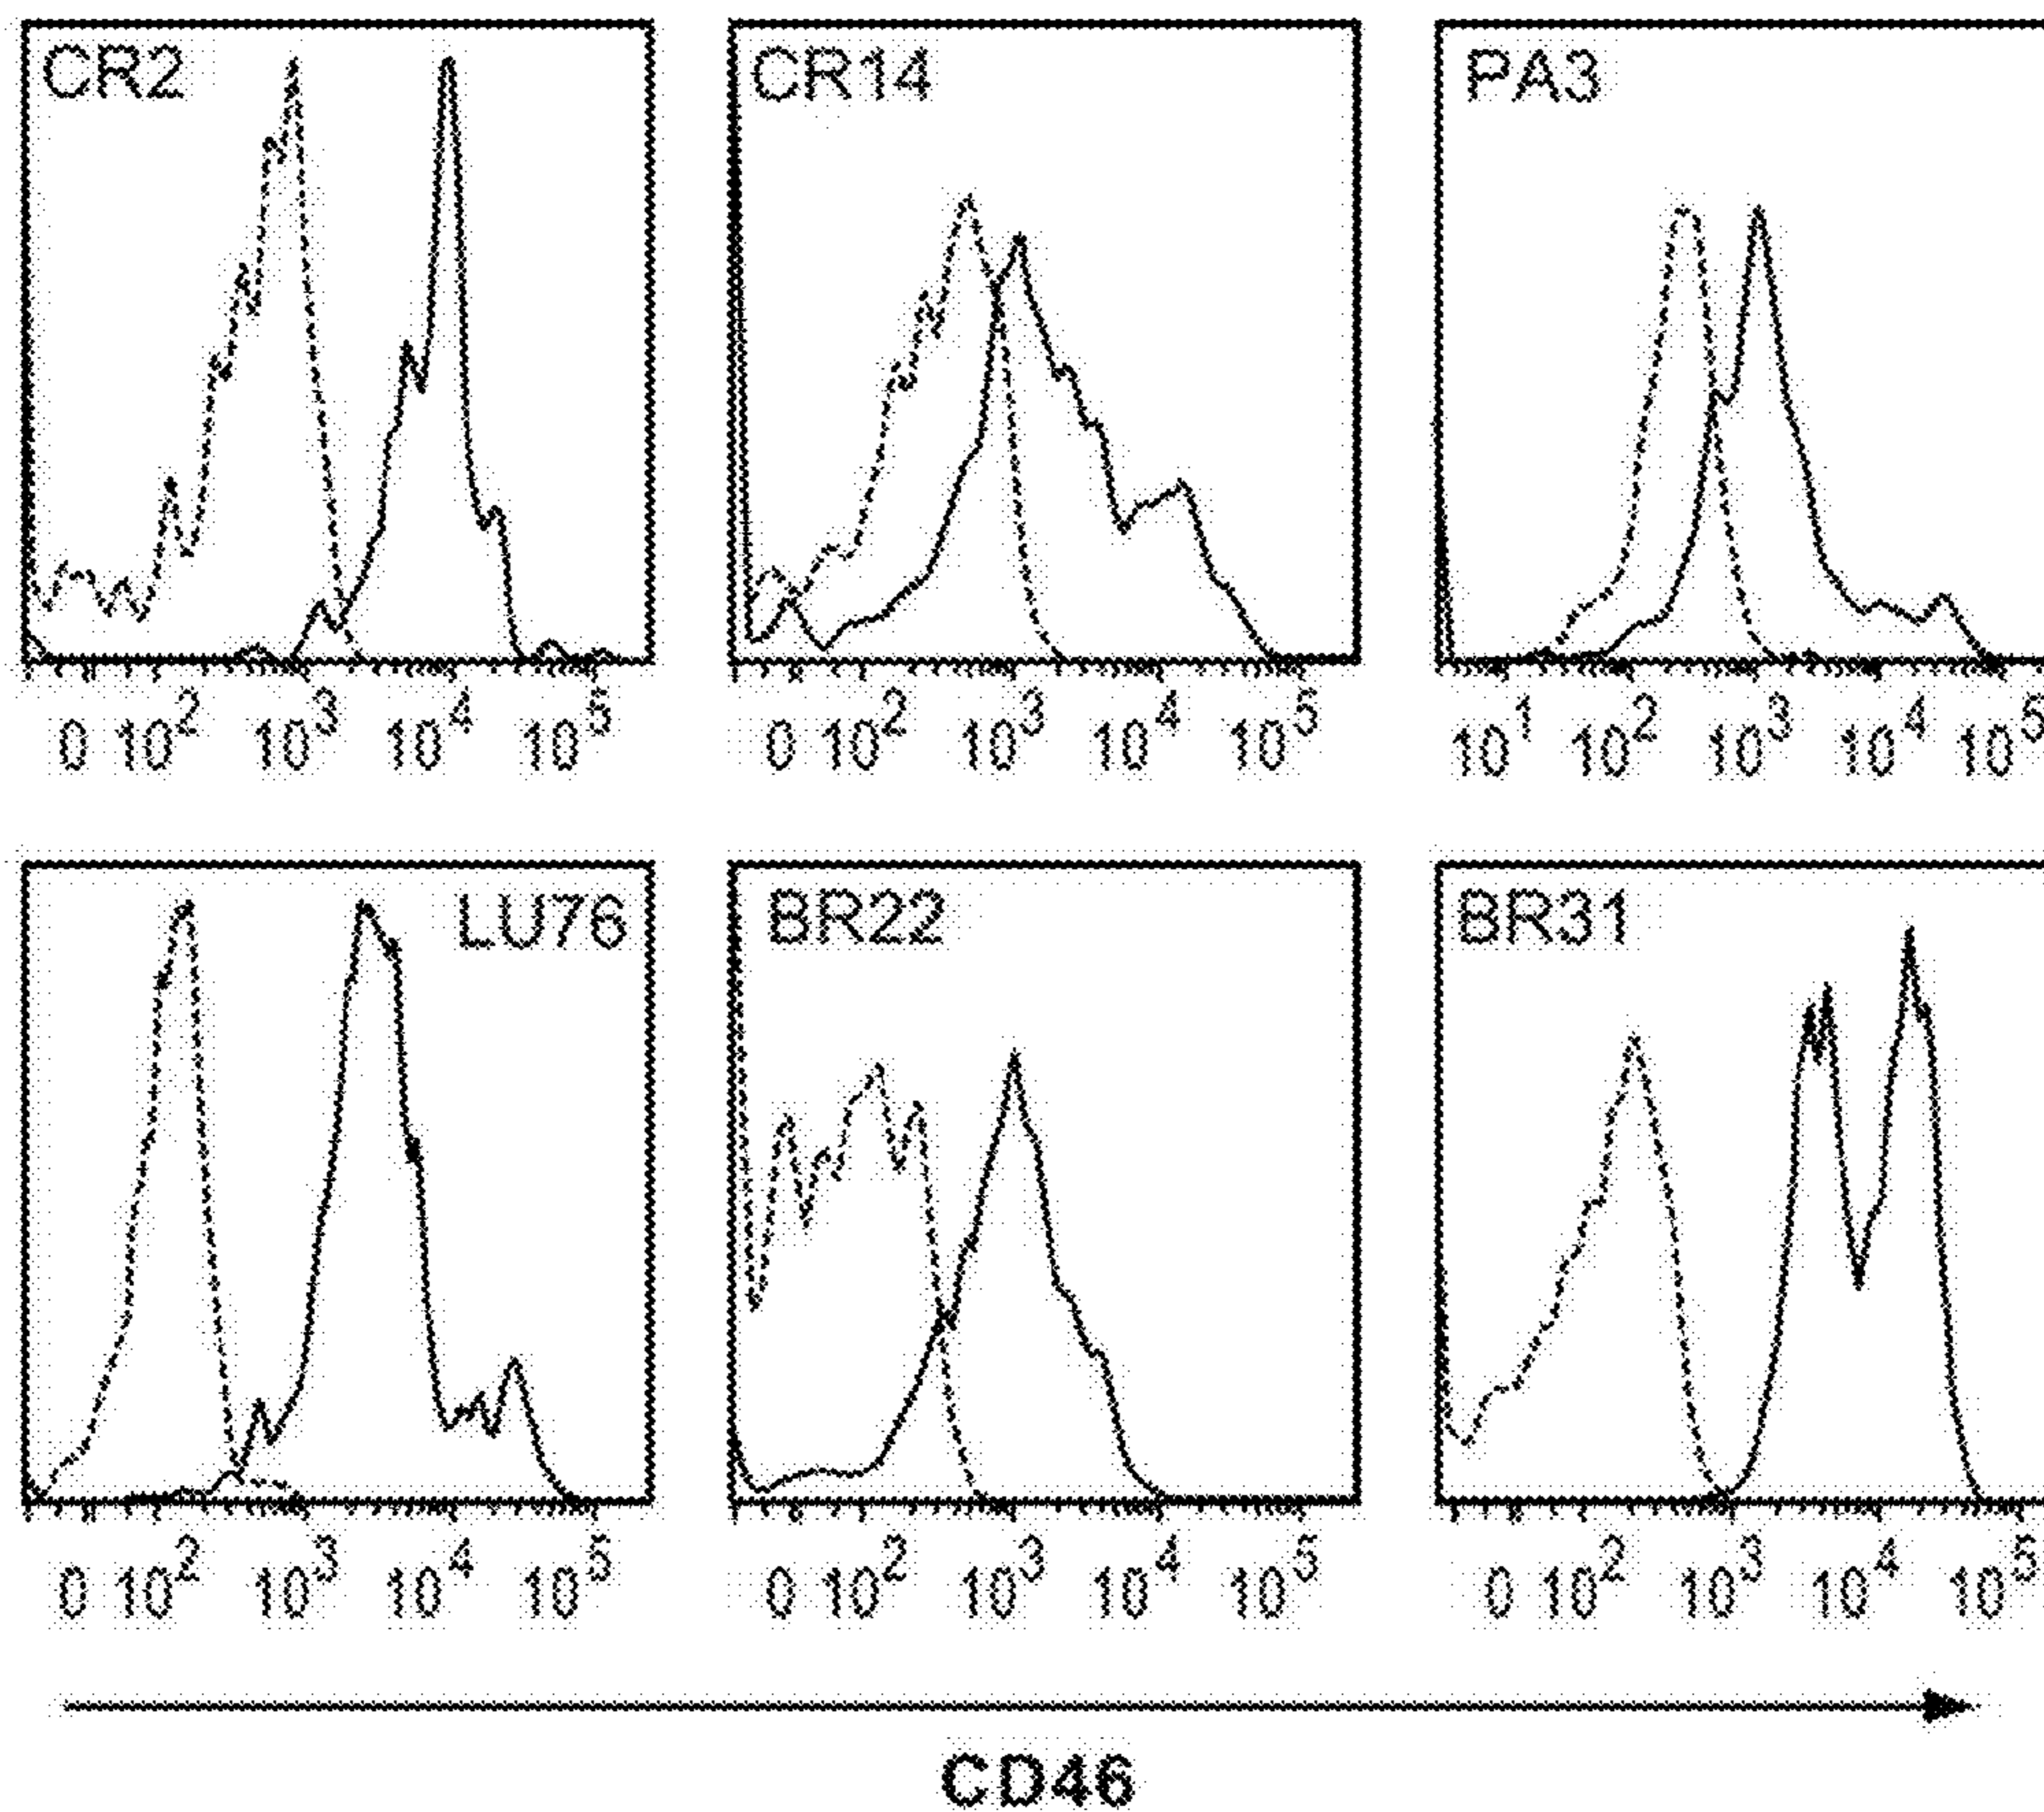 CR2 CR14 PA3
0 10² 10³ 10⁴ 10⁵ 0 10² 10³ 10⁴ 10⁵ 10¹ 10² 10³ 10⁴ 10⁵
LU76 BR22 BR31
0 10² 10³ 10⁴ 10⁵ 0 10² 10³ 10⁴ 10⁵ 0 10² 10³ 10⁴ 10⁵
CD46